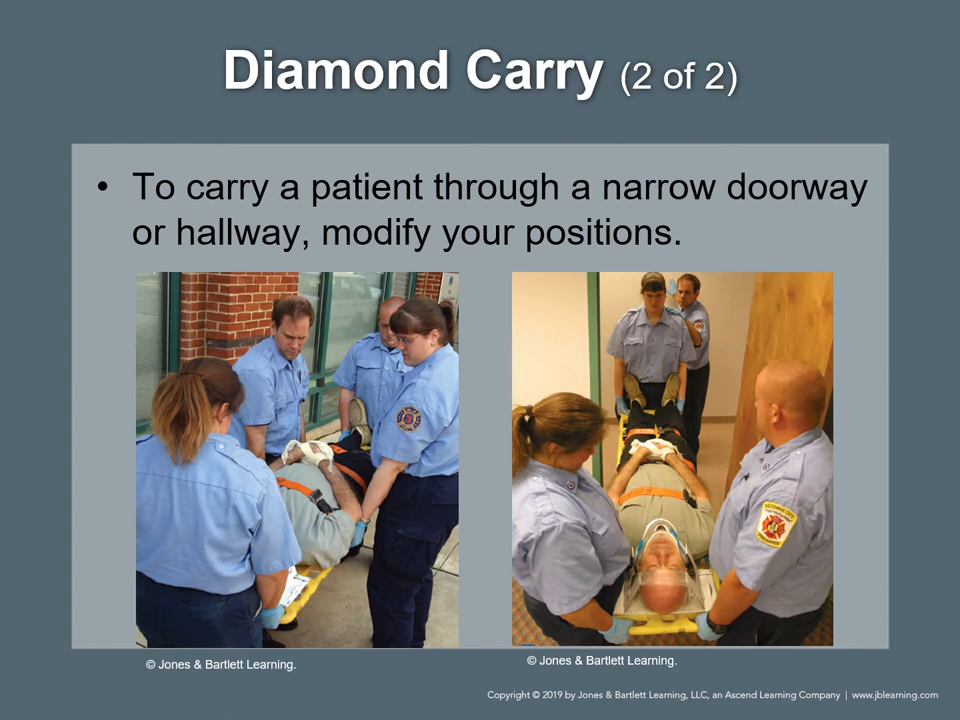 Diamond Carry (2 of 2)
• To carry a patient through a narrow doorway
or hallway, modify your positions.
© Jones & Bartlett Learning.
© Jones & Bartlett Learning.
Copyright © 2019 by Jones & Bartlett Learning, LLC, an Ascend Learning Company | www.jblearning.com